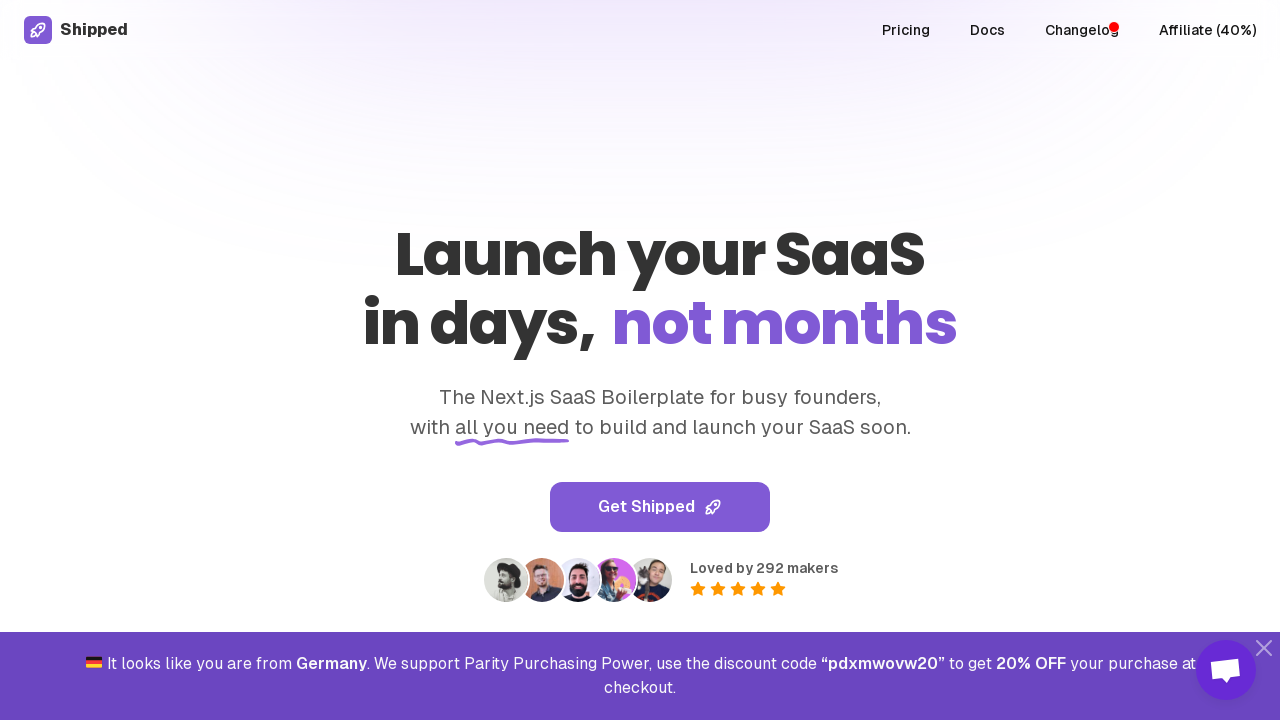 Shipped
Pricing
Docs
Changelog
Affiliate (40%)
Launch your SaaS
in days, not months
The Next.js SaaS Boilerplate for busy founders,
with all you need to build and launch your SaaS soon.
Get Shipped
Loved by 292 makers
It looks like you are from Germany. We support Parity Purchasing Power, use the discount code “pdxmwovw20” to get 20% OFF your purchase at
checkout.